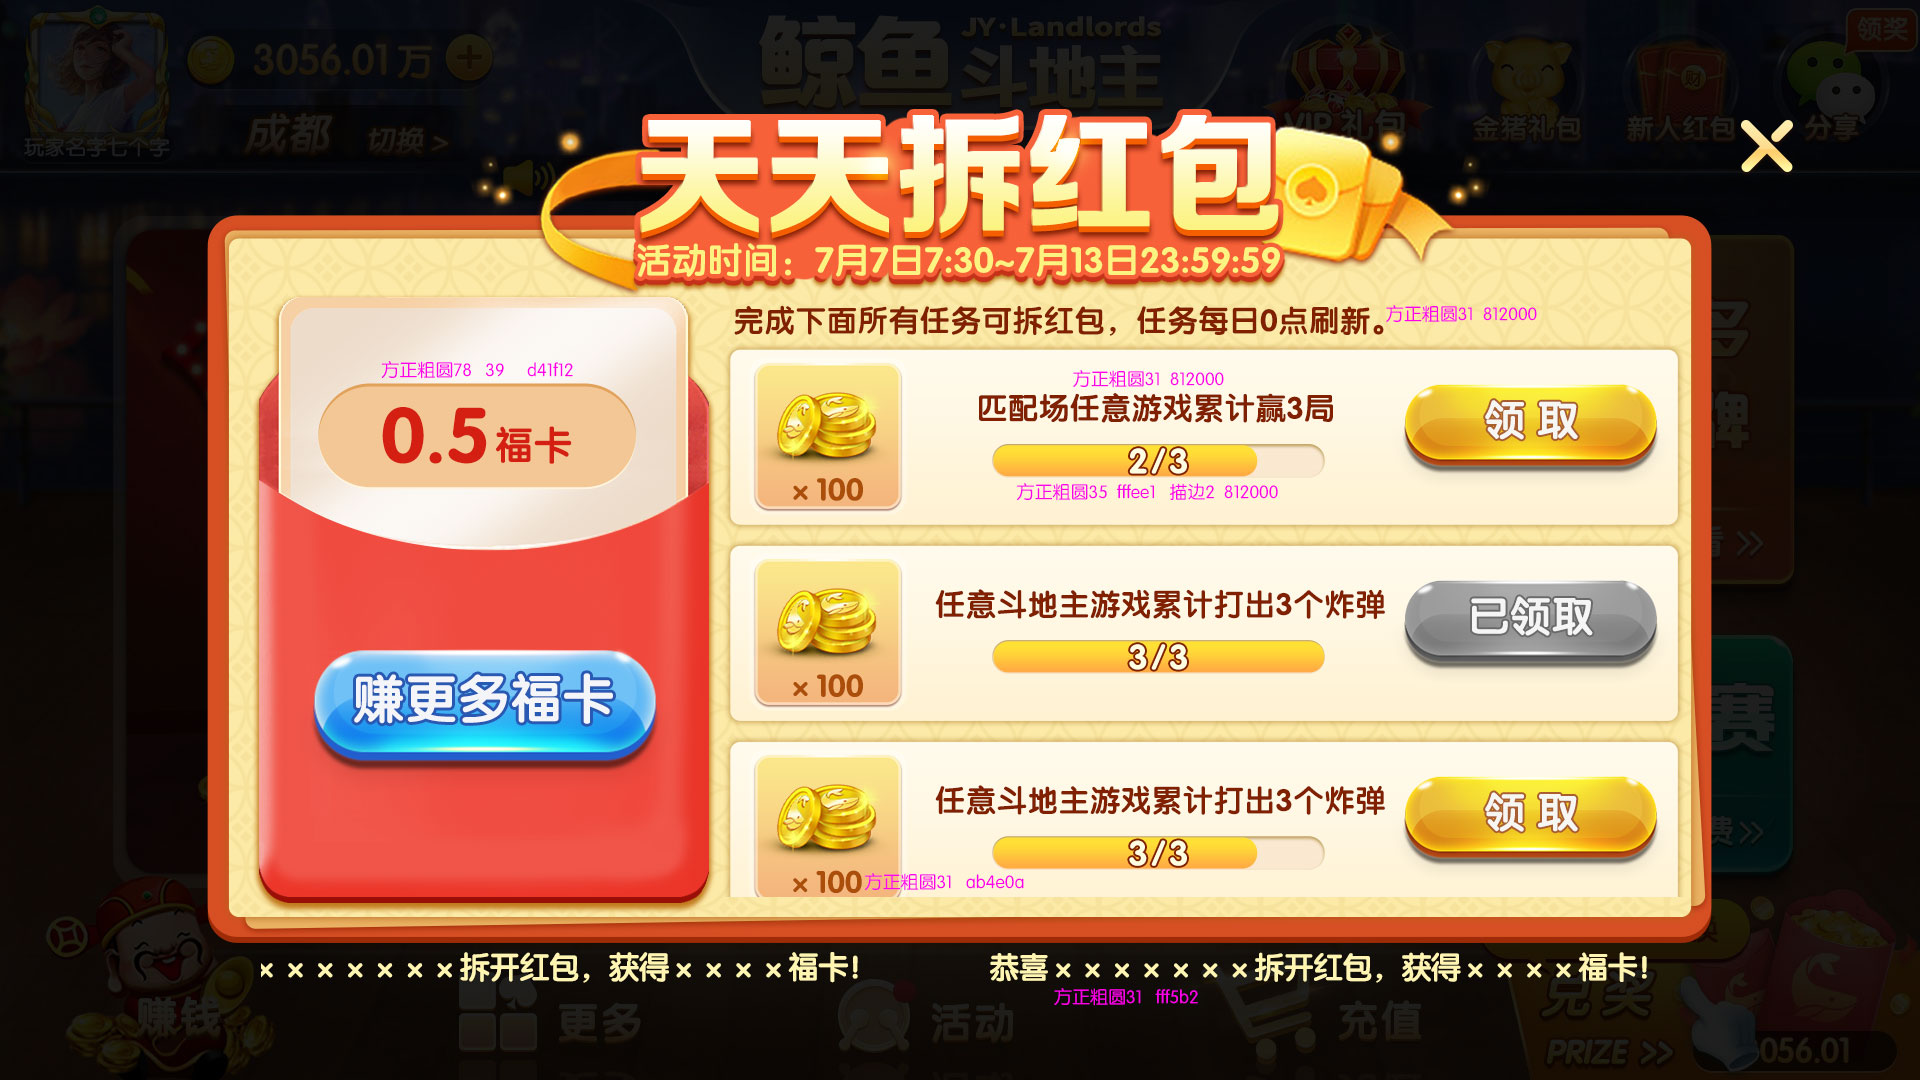 领奖
3056.01万
鲸鱼
JY·Landlords
斗地主
玩家名字七个字
成都 切换 >
VIP 礼包
金猪礼包
新人红包
分享
天天拆红包
活动时间：7月7日7:30~7月13日23:59:59
完成下面所有任务可拆红包，任务每日0点刷新。
方正粗圆31 812000
方正粗圆78 39 d41f12
0.5福卡
赚更多福卡
方正粗圆31 812000
匹配场任意游戏累计赢3局
2/3
方正粗圆35 fffee1 描边2 812000
× 100
领取
任意斗地主游戏累计打出3个炸弹
3/3
× 100
已领取
任意斗地主游戏累计打出3个炸弹
3/3
× 100
方正粗圆31 ab4e0a
领取
多
牌
看 >>
赛
费>>
×××××××拆开红包，获得××××福卡！
恭喜×××××××拆开红包，获得××××福卡！
方正粗圆31 fff5b2
赚钱
更多
活动
充值
兑奖
PRIZE >>
056.01